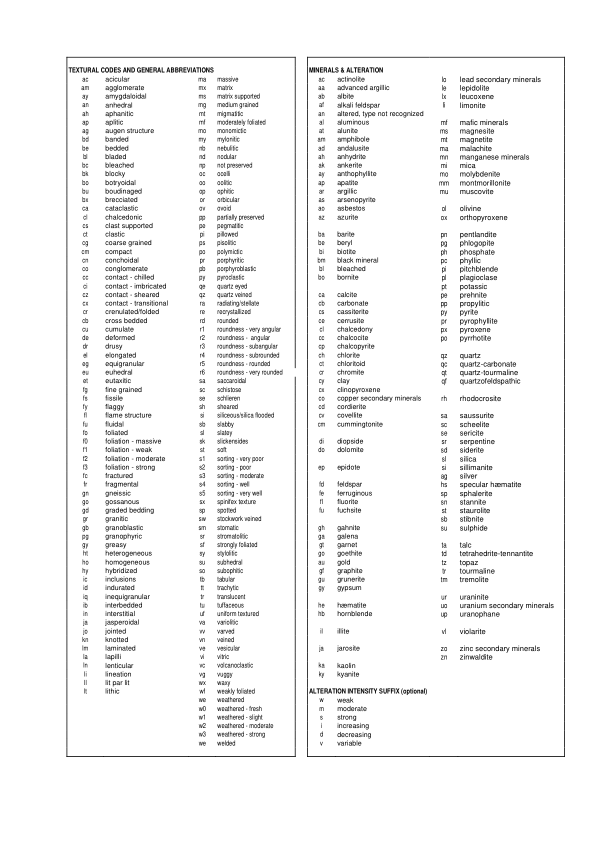 TEXTURAL CODES AND GENERAL ABBREVIATIONS
ac acicular ma massive
am agglomerate mx matrix
ay amygdaloidal ms matrix supported
an anhedral mg medium grained
ah aphanitic mt migmatitic
ap aplitic mf moderately foliated
ag augen structure mo monomictic
bd banded my mylonitic
be bedded nb nebulitic
bl bladed nd nodular
bc bleached np not preserved
bk blocky oc ocelli
bo botryoidal oo oolitic
bu boudinaged op ophitic
bx brecciated or orbicular
ca cataclastic ov ovoid
cl chalcedonic pp partially preserved
cs clast supported pe pegmatitic
ct clastic pi pillowed
cg coarse grained ps pisolitic
cm compact po polymictic
cn conchoidal pr porphyritic
co conglomerate pb porphyroblastic
cc contact - chilled py pyroclastic
ci contact - imbricated qe quartz eyed
cz contact - sheared qz quartz veined
cx contact - transitional ra radiating/stellate
cr crenulated/folded re recrystallized
cb cross bedded rd rounded
cu cumulate r1 roundness - very angular
de deformed r2 roundness - angular
dr drusy r3 roundness - subangular
el elongated r4 roundness - subrounded
eg equigranular r5 roundness - rounded
eu euhedral r6 roundness - very rounded
et eutaxitic sa saccaroidal
fg fine grained sc schistose
fs fissile se schlieren
fy flaggy sh sheared
fl flame structure si siliceous/silica flooded
fu fluidal sb slabby
fo foliated sl slatey
f0 foliation - massive sk slickensides
f1 foliation - weak st soft
f2 foliation - moderate s1 sorting - very poor
f3 foliation - strong s2 sorting - poor
fc fractured s3 sorting - moderate
fr fragmental s4 sorting - well
gn gneissic s5 sorting - very well
go gossanous sx spinifex texture
gd graded bedding sp spotted
gr granitic sw stockwork veined
gb granoblastic sm stomatic
pg granophyric sr stromatolitic
gy greasy sf strongly foliated
ht heterogeneous sy stylolitic
ho homogeneous su subhedral
hy hybridized so subophitic
ic inclusions tb tabular
id indurated tt trachytic
iq inequigranular tr translucent
ib interbedded tu tuffaceous
in interstitial uf uniform textured
ja jasperoidal va variolitic
jo jointed vv varved
kn knotted vn veined
lm laminated ve vesicular
la lapilli vi vitric
ln lenticular vc volcanoclastic
li lineation vg vuggy
ll lit par lit wx waxy
lt lithic wl weakly foliated
we weathered
w0 weathered - fresh
w1 weathered - slight
w2 weathered - moderate
w3 weathered - strong
we welded
MINERALS & ALTERATION
ac actinolite lo lead secondary minerals
aa advanced argillic le lepidolite
ab albite lx leucoxene
af alkali feldspar li limonite
an altered, type not recognized
al aluminous mf mafic minerals
at alunite ms magnesite
am amphibole mt magnetite
ad andalusite ma malachite
ah anhydrite mn manganese minerals
ak ankerite mi mica
ay anthophyllite mo molybdenite
ap apatite mm montmorillonite
ar argillic mu muscovite
as arsenopyrite
ao asbestos ol olivine
az azurite ox orthopyroxene
ba barite pn pentlandite
be beryl pg phlogopite
bi biotite ph phosphate
bm black mineral pc phyllic
bl bleached pi pitchblende
bo bornite pl plagioclase
pt potassic
ca calcite pe prehnite
cb carbonate pp propylitic
cs cassiterite py pyrite
ce cerrusite pr pyrophyllite
cl chalcedony px pyroxene
cc chalcocite po pyrrhotite
cp chalcopyrite
ch chlorite qz quartz
ct chloritoid qc quartz-carbonate
cr chromite qt quartz-tourmaline
cy clay qf quartzofeldspathic
cx clinopyroxene
co copper secondary minerals rh rhodocrosite
cd cordierite
cv covellite sa saussurite
cm cummingtonite sc scheelite
se sericite
di diopside sr serpentine
do dolomite sd siderite
sl silica
ep epidote si sillimanite
ag silver
fd feldspar hs specular hæmatite
fe ferruginous sp sphalerite
fl fluorite sn stannite
fu fuchsite st staurolite
sb stibnite
gh gahnite su sulphide
ga galena
gt garnet ta talc
go goethite td tetrahedrite-tennantite
au gold tz topaz
gf graphite tr tourmaline
gu grunerite tm tremolite
gy gypsum
ur uraninite
he hæmatite uo uranium secondary minerals
hb hornblende up uranophane
il illite vl violarite
ja jarosite zo zinc secondary minerals
zn zinwaldite
ka kaolin
ky kyanite
ALTERATION INTENSITY SUFFIX (optional)
w weak
m moderate
s strong
i increasing
d decreasing
v variable